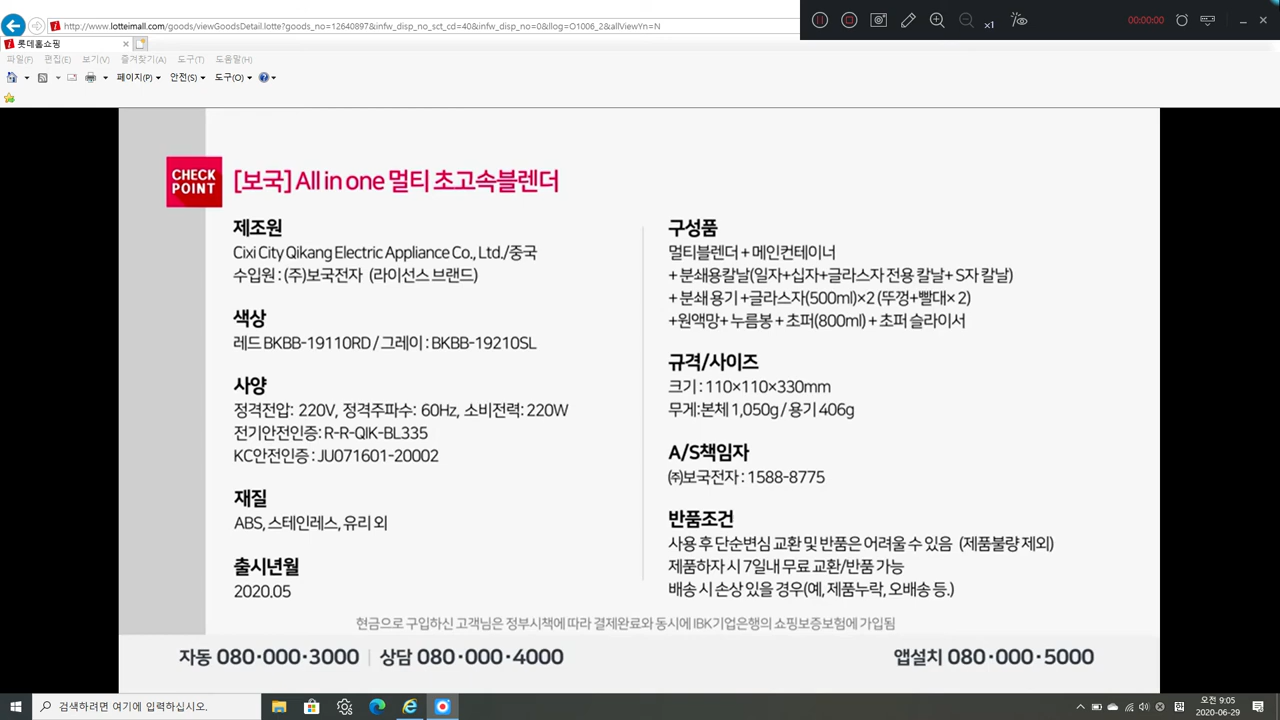 http://www.lotteimall.com/goods/viewGoodsDetail.lotte?goods_no=12640897&infw_disp_no_sct_cd=40&infw_disp_no=0&llog=O1006_2&allViewYn=N
x1
00:00:00
롯데홈쇼핑
파일(F) 편집(E) 보기(V) 즐겨찾기(A) 도구(T) 도움말(H)
페이지(P) 안전(S) 도구(O)
CHECK
POINT
[보국] All in one 멀티 초고속블렌더
제조원
Cixi City Qikang Electric Appliance Co., Ltd./중국
수입원 : (주)보국전자 (라이선스 브랜드)
색상
레드 BKBB-19110RD / 그레이 : BKBB-19210SL
사양
정격전압: 220V, 정격주파수: 60Hz, 소비전력: 220W
전기안전인증: R-R-QIK-BL335
KC안전인증 : JU071601-20002
재질
ABS, 스테인레스, 유리 외
출시년월
2020.05
구성품
멀티블렌더 + 메인컨테이너
+ 분쇄용칼날(일자+십자+글라스자 전용 칼날+ S자 칼날)
+ 분쇄 용기 +글라스자(500ml)×2 (뚜껑+빨대× 2)
+원액망+ 누름봉 + 초퍼(800ml) + 초퍼 슬라이서
규격/사이즈
크기 : 110×110×330mm
무게:본체 1,050g / 용기 406g
A/S책임자
㈜보국전자 : 1588-8775
반품조건
사용 후 단순변심 교환 및 반품은 어려울 수 있음 (제품불량 제외)
제품하자 시 7일내 무료 교환/반품 가능
배송 시 손상 있을 경우(예, 제품누락, 오배송 등.)
현금으로 구입하신 고객님은 정부시책에 따라 결제완료와 동시에 IBK기업은행의 쇼핑보증보험에 가입됨
자동 080·000·3000 | 상담 080·000·4000
앱설치 080·000·5000
검색하려면 여기에 입력하십시오.
오전 9:05
2020-06-29